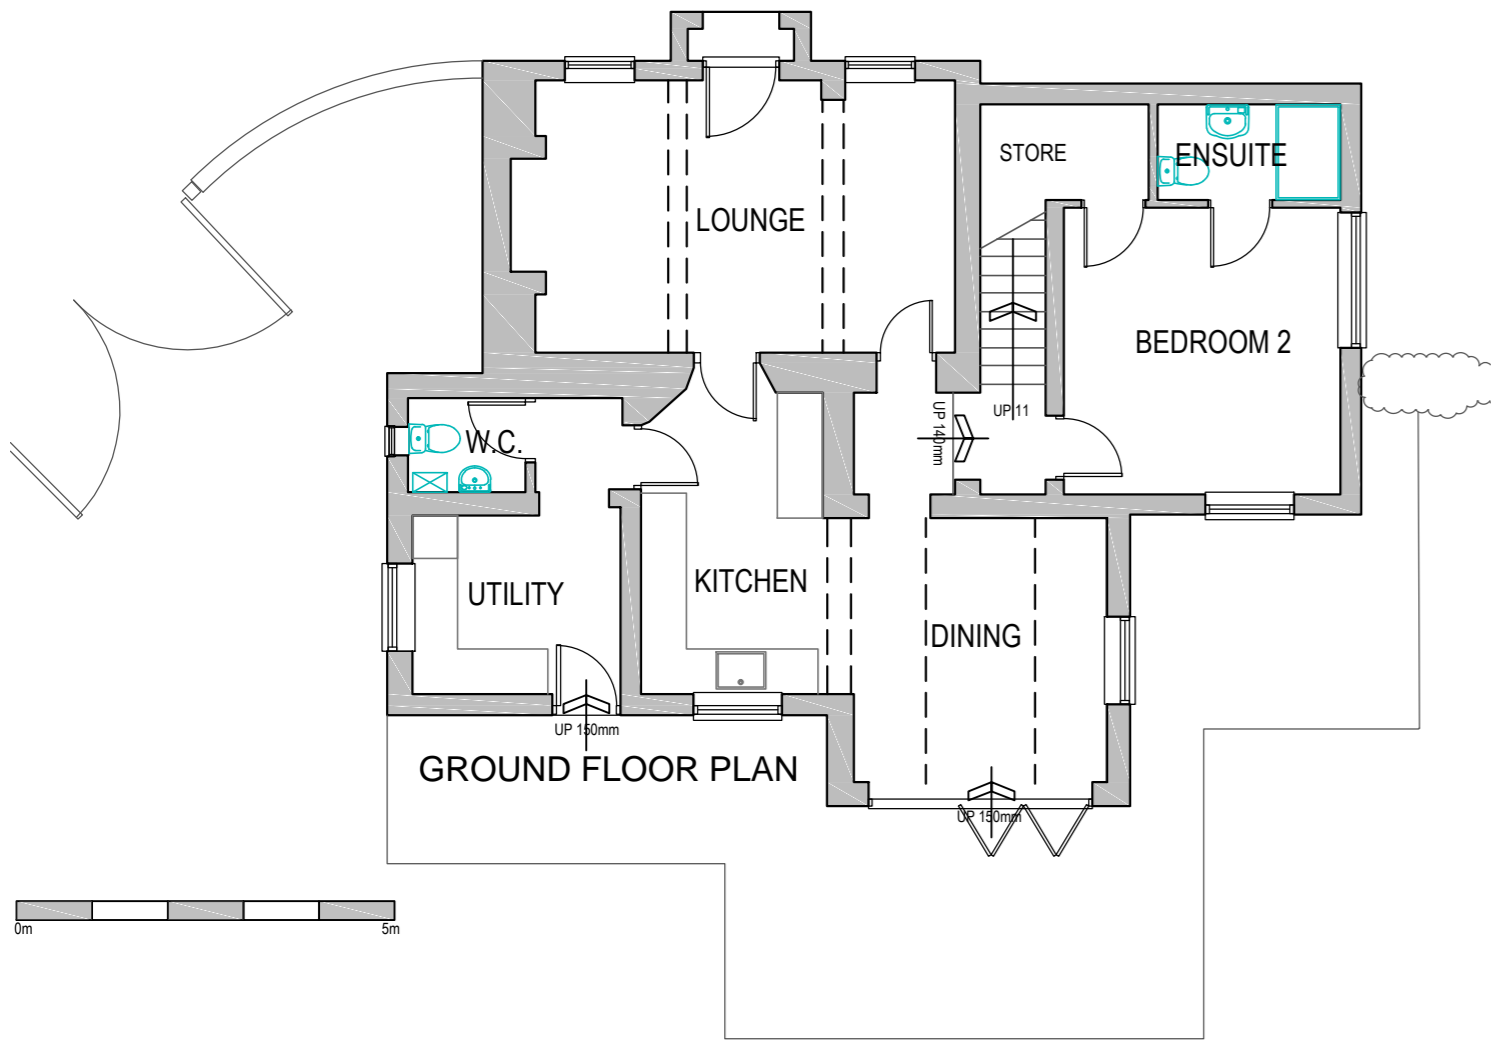 STORE
ENSUITE
LOUNGE
BEDROOM 2
UP 11
UP 140mm
W.C.
UTILITY
KITCHEN
DINING
UP 150mm
GROUND FLOOR PLAN
UP 150mm
0m
5m